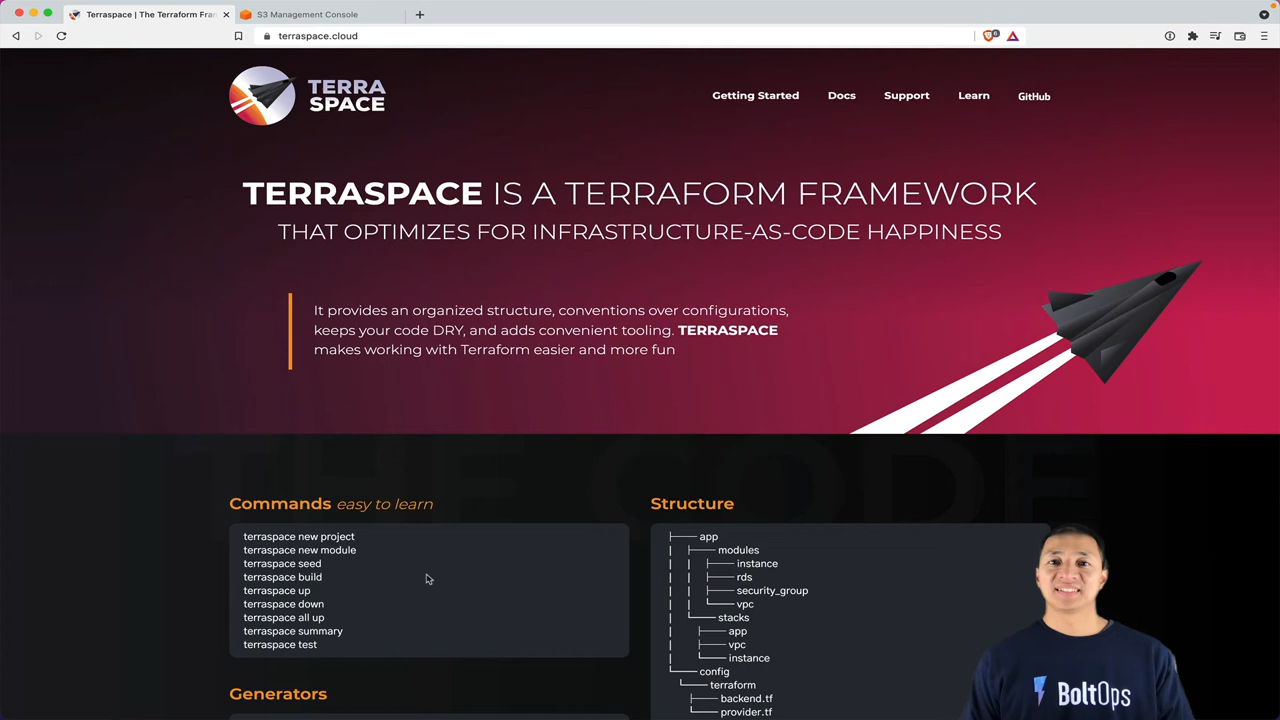 Terraspace | The Terraform Fra
S3 Management Console
terraspace.cloud
6
TERRA
SPACE
Getting Started
Docs
Support
Learn
GitHub
TERRASPACE IS A TERRAFORM FRAMEWORK
THAT OPTIMIZES FOR INFRASTRUCTURE-AS-CODE HAPPINESS
It provides an organized structure, conventions over configurations,
keeps your code DRY, and adds convenient tooling. TERRASPACE
makes working with Terraform easier and more fun
THE CODE
Commands easy to learn
terraspace new project
terraspace new module
terraspace seed
terraspace build
terraspace up
terraspace down
terraspace all up
terraspace summary
terraspace test
Generators
Structure
├── app
│ ├── modules
│ │ ├── instance
│ │ ├── rds
│ │ ├── security_group
│ │ └── vpc
│ └── stacks
│ ├── app
│ ├── vpc
│ └── instance
└── config
└── terraform
├── backend.tf
└── provider.tf
BoltOps